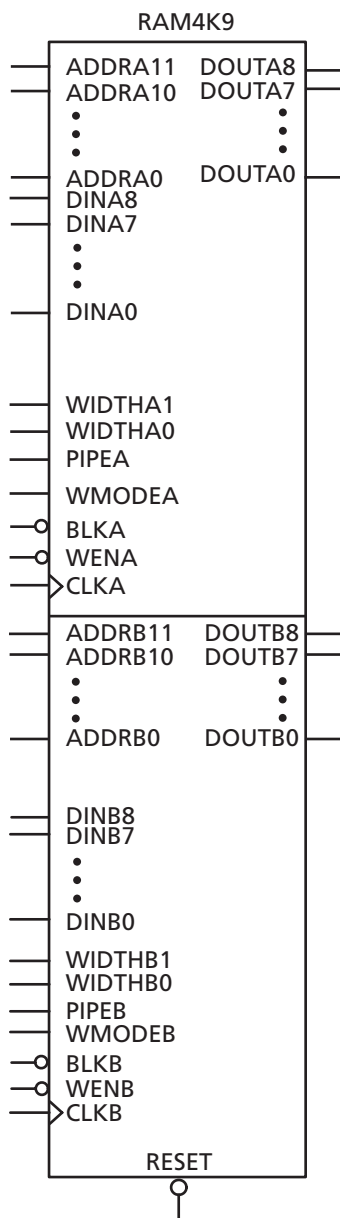 RAM4K9
ADDRA11 DOUTA8
ADDRA10 DOUTA7
ADDRA0 DOUTA0
DINA8
DINA7
DINA0
WIDTHA1
WIDTHA0
PIPEA
WMODEA
BLKA
WENA
CLKA
ADDRB11 DOUTB8
ADDRB10 DOUTB7
ADDRB0 DOUTB0
DINB8
DINB7
DINB0
WIDTHB1
WIDTHB0
PIPEB
WMODEB
BLKB
WENB
CLKB
RESET